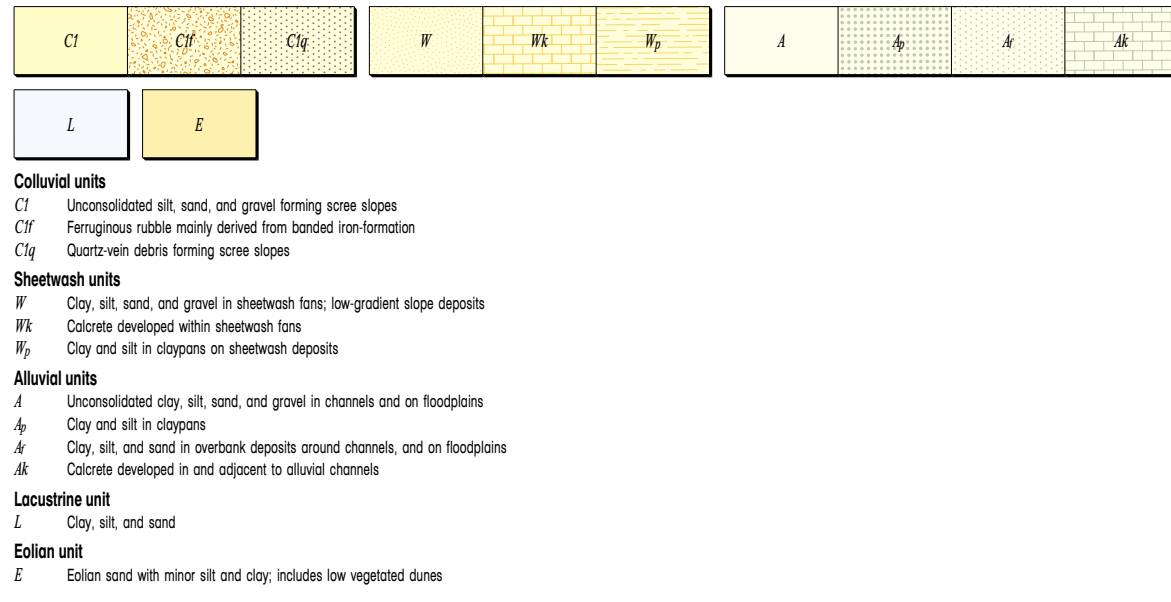 C1 C1f C1q W Wk Wp A Ap Af Ak
L E
Colluvial units
C1 Unconsolidated silt, sand, and gravel forming scree slopes
C1f Ferruginous rubble mainly derived from banded iron-formation
C1q Quartz-vein debris forming scree slopes
Sheetwash units
W Clay, silt, sand, and gravel in sheetwash fans; low-gradient slope deposits
Wk Calcrete developed within sheetwash fans
Wp Clay and silt in claypans on sheetwash deposits
Alluvial units
A Unconsolidated clay, silt, sand, and gravel in channels and on floodplains
Ap Clay and silt in claypans
Af Clay, silt, and sand in overbank deposits around channels, and on floodplains
Ak Calcrete developed in and adjacent to alluvial channels
Lacustrine unit
L Clay, silt, and sand
Eolian unit
E Eolian sand with minor silt and clay; includes low vegetated dunes